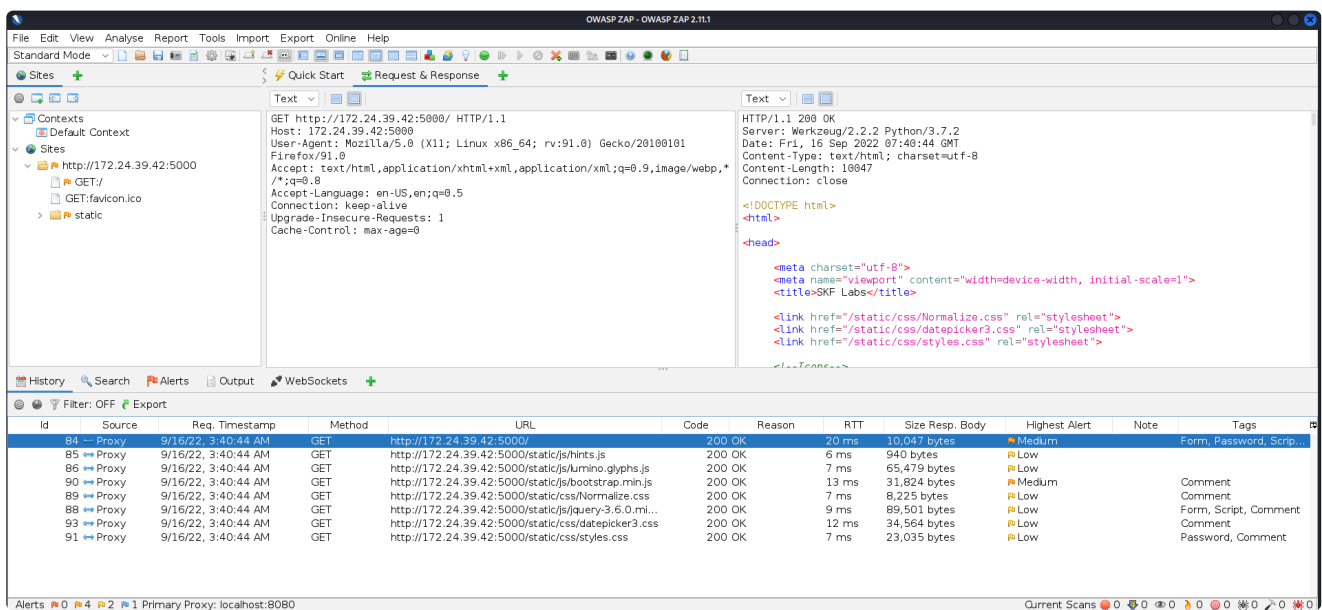 OWASP ZAP - OWASP ZAP 2.11.1
File Edit View Analyse Report Tools Import Export Online Help
Standard Mode
Sites
Quick Start Request & Response
Text
Text
Contexts
Default Context
Sites
http://172.24.39.42:5000
GET:/
GET:favicon.ico
static
GET http://172.24.39.42:5000/ HTTP/1.1
Host: 172.24.39.42:5000
User-Agent: Mozilla/5.0 (X11; Linux x86_64; rv:91.0) Gecko/20100101
Firefox/91.0
Accept: text/html,application/xhtml+xml,application/xml;q=0.9,image/webp,*
/*;q=0.8
Accept-Language: en-US,en;q=0.5
Connection: keep-alive
Upgrade-Insecure-Requests: 1
Cache-Control: max-age=0
HTTP/1.1 200 OK
Server: Werkzeug/2.2.2 Python/3.7.2
Date: Fri, 16 Sep 2022 07:40:44 GMT
Content-Type: text/html; charset=utf-8
Content-Length: 10047
Connection: close
<!DOCTYPE html>
<html>
<head>
<meta charset="utf-8">
<meta name="viewport" content="width=device-width, initial-scale=1">
<title>SKF Labs</title>
<link href="/static/css/Normalize.css" rel="stylesheet">
<link href="/static/css/datepicker3.css" rel="stylesheet">
<link href="/static/css/styles.css" rel="stylesheet">
<!--Icons-->
History Search Alerts Output WebSockets
Filter: OFF Export
Id Source Req. Timestamp Method URL Code Reason RTT Size Resp. Body Highest Alert Note Tags
84 Proxy 9/16/22, 3:40:44 AM GET http://172.24.39.42:5000/ 200 OK 20 ms 10,047 bytes Medium Form, Password, Scrip...
85 Proxy 9/16/22, 3:40:44 AM GET http://172.24.39.42:5000/static/js/hints.js 200 OK 6 ms 940 bytes Low
86 Proxy 9/16/22, 3:40:44 AM GET http://172.24.39.42:5000/static/js/lumino.glyphs.js 200 OK 7 ms 65,479 bytes Low
90 Proxy 9/16/22, 3:40:44 AM GET http://172.24.39.42:5000/static/js/bootstrap.min.js 200 OK 13 ms 31,824 bytes Medium Comment
89 Proxy 9/16/22, 3:40:44 AM GET http://172.24.39.42:5000/static/css/Normalize.css 200 OK 7 ms 8,225 bytes Low Comment
88 Proxy 9/16/22, 3:40:44 AM GET http://172.24.39.42:5000/static/js/jquery-3.6.0.mi... 200 OK 9 ms 89,501 bytes Low Form, Script, Comment
93 Proxy 9/16/22, 3:40:44 AM GET http://172.24.39.42:5000/static/css/datepicker3.css 200 OK 12 ms 34,564 bytes Low Comment
91 Proxy 9/16/22, 3:40:44 AM GET http://172.24.39.42:5000/static/css/styles.css 200 OK 7 ms 23,035 bytes Low Password, Comment
Alerts 0 4 2 1 Primary Proxy: localhost:8080
Current Scans 0 0 0 0 0 0 0 0